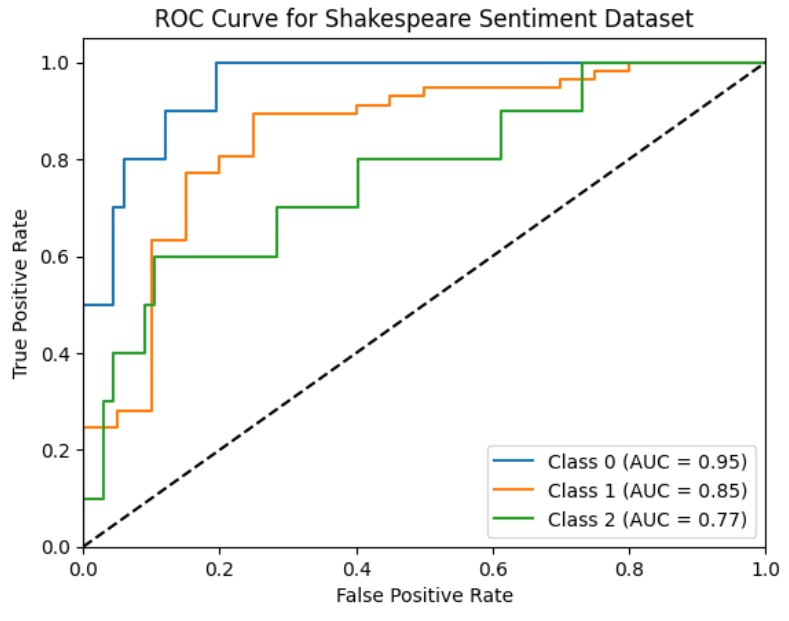 ROC Curve for Shakespeare Sentiment Dataset
1.0
0.8
0.6
0.4
0.2
0.0
True Positive Rate
Class 0 (AUC = 0.95)
Class 1 (AUC = 0.85)
Class 2 (AUC = 0.77)
0.0 0.2 0.4 0.6 0.8 1.0
False Positive Rate